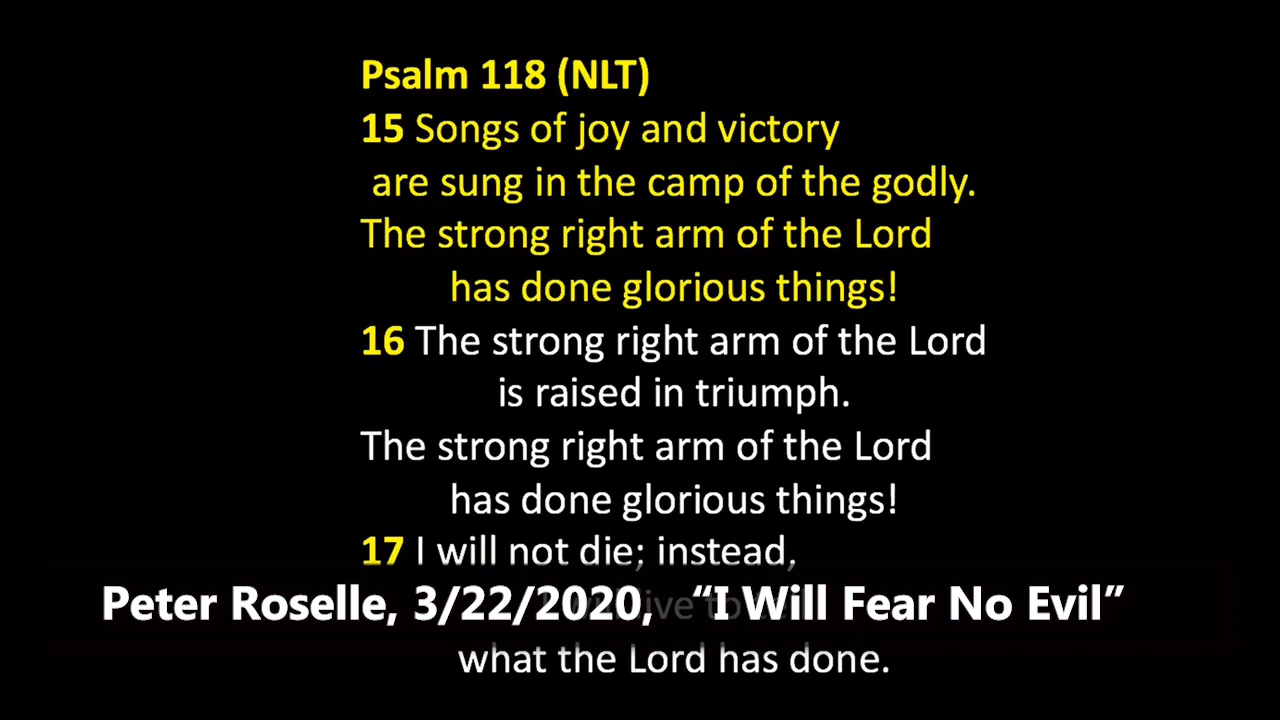 Psalm 118 (NLT)
15 Songs of joy and victory
are sung in the camp of the godly.
The strong right arm of the Lord
has done glorious things!
16 The strong right arm of the Lord
is raised in triumph.
The strong right arm of the Lord
has done glorious things!
17 I will not die; instead,
Peter Roselle, 3/22/2020, “I Will Fear No Evil”
what the Lord has done.